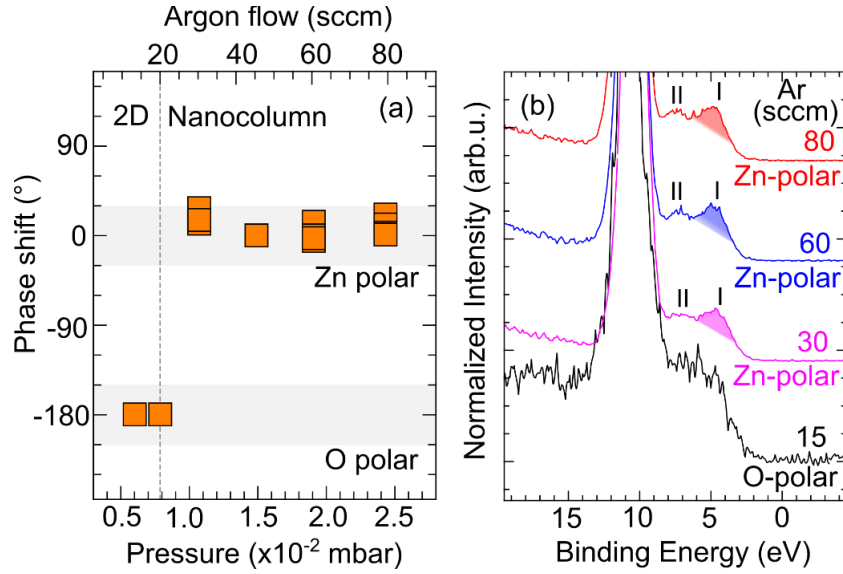 Argon flow (sccm)
0 20 40 60 80
(a)
2D Nanocolumn
90
0
-90
-180
Phase shift (°)
Zn polar
O polar
0.5 1.0 1.5 2.0 2.5
Pressure (x10⁻² mbar)
(b)
Ar
(sccm)
II I
80
Zn-polar
II I
60
Zn-polar
II I
30
Zn-polar
15
O-polar
Normalized Intensity (arb.u.)
15 10 5 0
Binding Energy (eV)